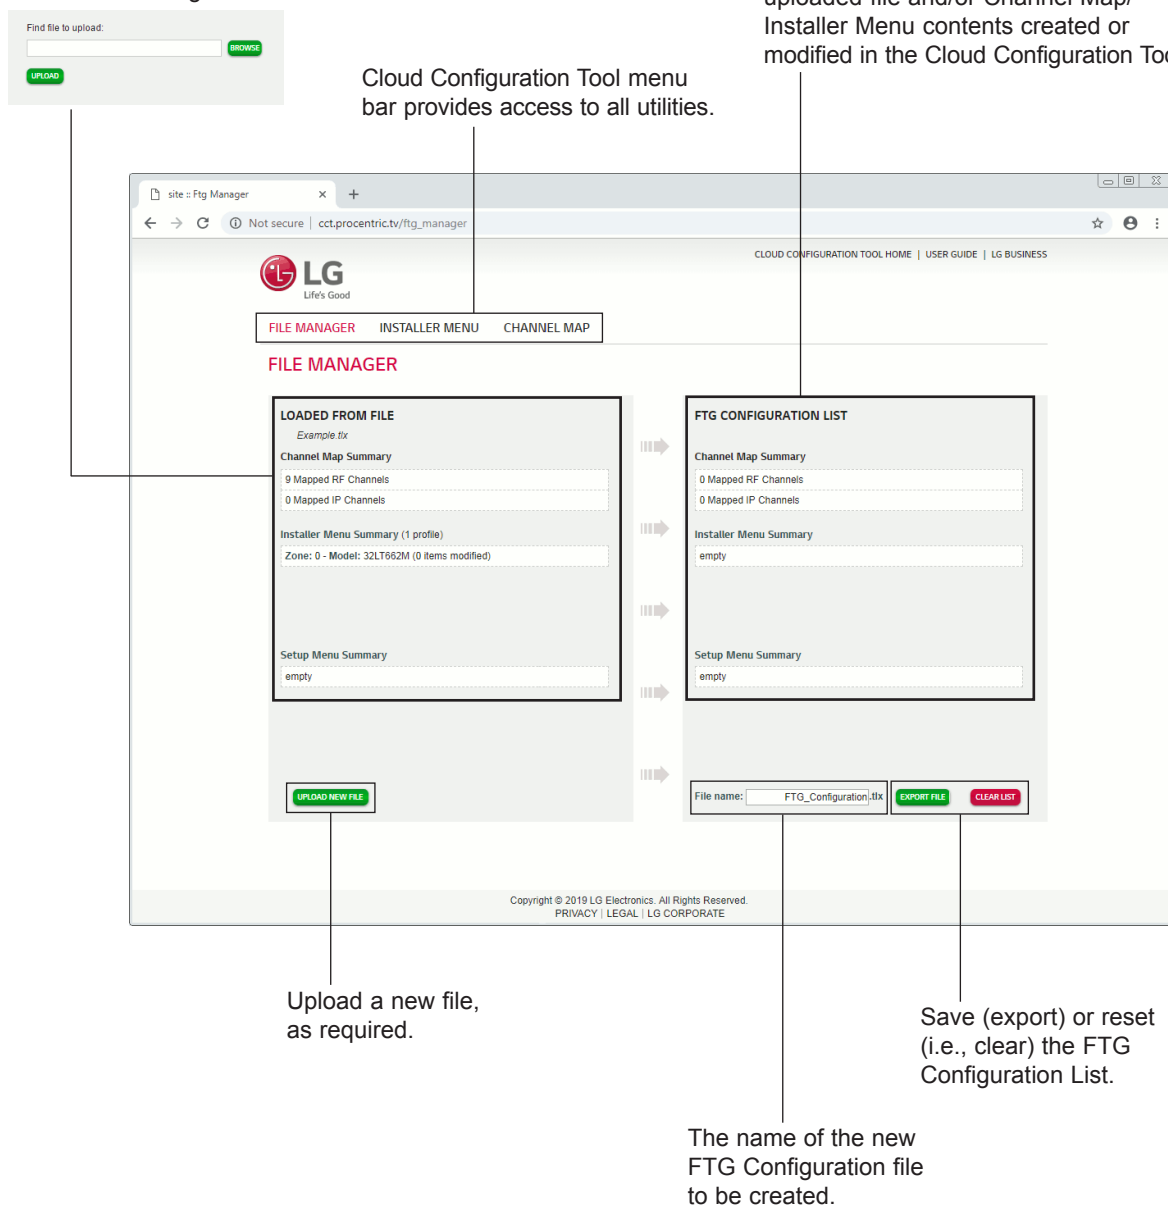 Find file to upload:
BROWSE
UPLOAD
uploaded file and/or Channel Map/
Installer Menu contents created or
modified in the Cloud Configuration
Cloud Configuration Tool menu
bar provides access to all utilities.
site :: Ftg Manager
Not secure | cct.procentric.tv/ftg_manager
CLOUD CONFIGURATION TOOL HOME | USER GUIDE | LG BUSINESS
LG
Life's Good
FILE MANAGER INSTALLER MENU CHANNEL MAP
FILE MANAGER
LOADED FROM FILE
Example.tlx
Channel Map Summary
9 Mapped RF Channels
0 Mapped IP Channels
Installer Menu Summary (1 profile)
Zone: 0 - Model: 32LT662M (0 items modified)
Setup Menu Summary
empty
UPLOAD NEW FILE
FTG CONFIGURATION LIST
Channel Map Summary
0 Mapped RF Channels
0 Mapped IP Channels
Installer Menu Summary
empty
Setup Menu Summary
empty
File name: FTG_Configuration .tlx EXPORT FILE CLEAR LIST
Copyright © 2019 LG Electronics. All Rights Reserved.
PRIVACY | LEGAL | LG CORPORATE
Upload a new file,
as required.
Save (export) or reset
(i.e., clear) the FTG
Configuration List.
The name of the new
FTG Configuration file
to be created.